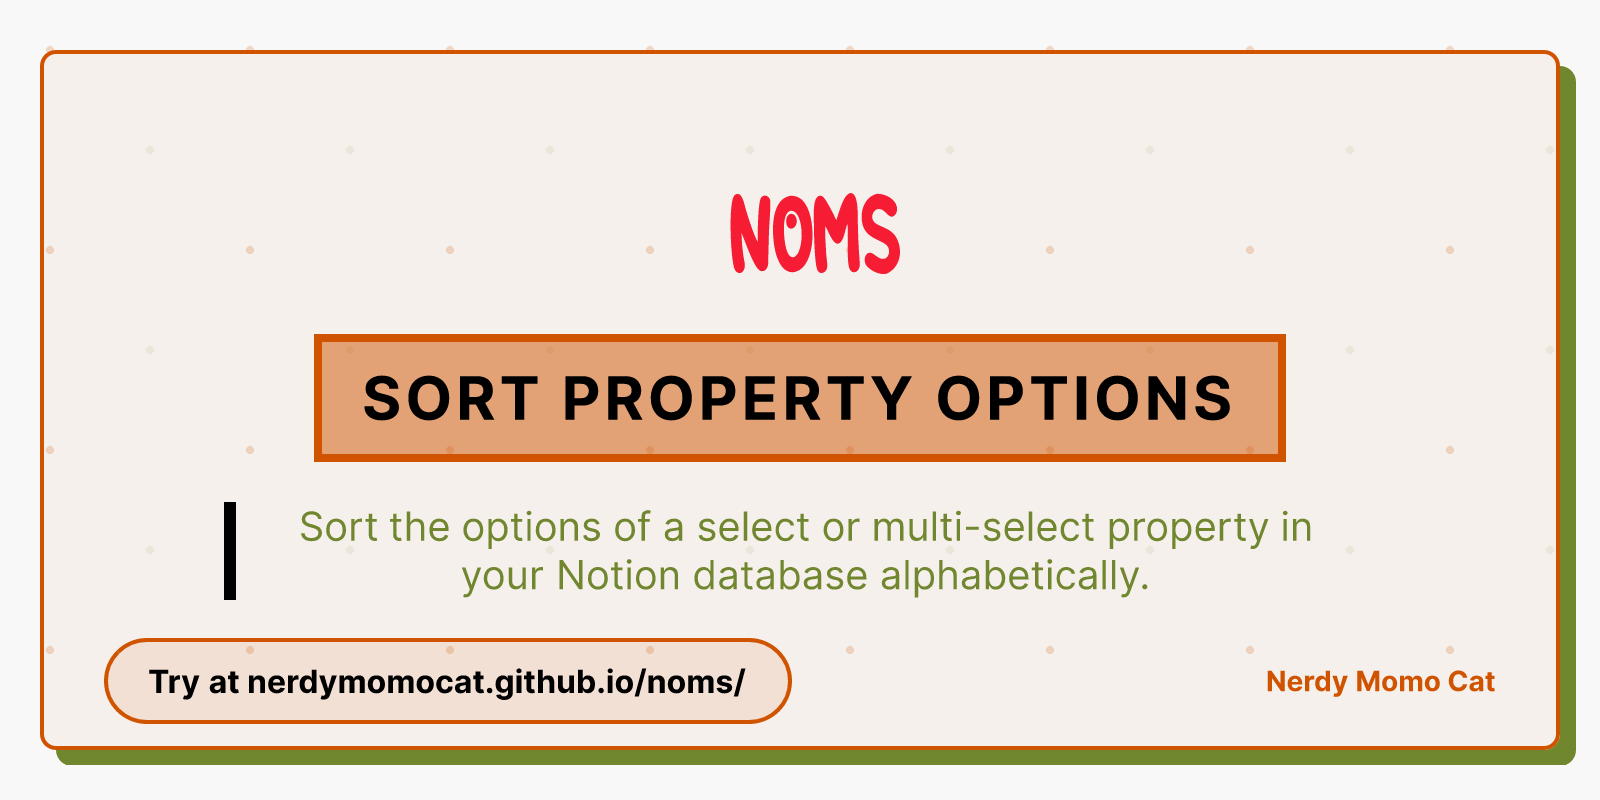 NOMS
SORT PROPERTY OPTIONS
Sort the options of a select or multi-select property in
your Notion database alphabetically.
Try at nerdymomocat.github.io/noms/
Nerdy Momo Cat